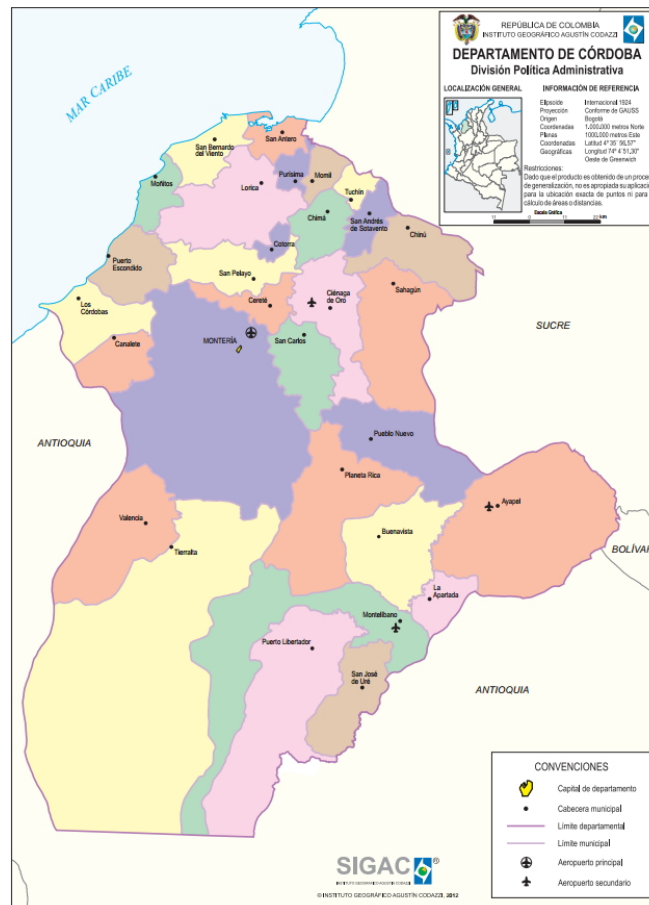 REPÚBLICA DE COLOMBIA
INSTITUTO GEOGRÁFICO AGUSTÍN CODAZZI
DEPARTAMENTO DE CÓRDOBA
División Política Administrativa
LOCALIZACIÓN GENERAL
INFORMACIÓN DE REFERENCIA
Elipsoide Internacional 1924
Proyección Conforme de GAUSS
Origen Bogotá
Coordenadas 1.000.000 metros Norte
Planas 1000.000 metros Este
Coordenadas Latitud 4° 35' 56,57"
Geográficas Longitud 74° 4' 51,30"
Oeste de Greenwich
Restricciones:
Dado que el producto es obtenido de un proces
de generalización, no es apropiada su aplicació
para la ubicación exacta de puntos ni para
cálculo de áreas o distancias.
Escala Gráfica
MAR CARIBE
San Antero
San Bernardo
del Viento
Moñitos
Lorica
Purísima
Momil
Tuchín
Chimá
San Andrés
de Sotavento
Chinú
Cotorra
Puerto
Escondido
San Pelayo
Los
Córdobas
Cereté
Ciénaga
de Oro
Sahagún
Canalete
MONTERÍA
San Carlos
SUCRE
ANTIOQUIA
Pueblo Nuevo
Planeta Rica
Ayapel
Valencia
Tierralta
Buenavista
BOLÍVAR
La
Apartada
Montelíbano
Puerto Libertador
San José
de Uré
ANTIOQUIA
CONVENCIONES
Capital de departamento
Cabecera municipal
Límite departamental
Límite municipal
Aeropuerto principal
Aeropuerto secundario
SIGAC
INSTITUTO GEOGRÁFICO AGUSTÍN CODAZZI
© INSTITUTO GEOGRÁFICO AGUSTÍN CODAZZI, 2012